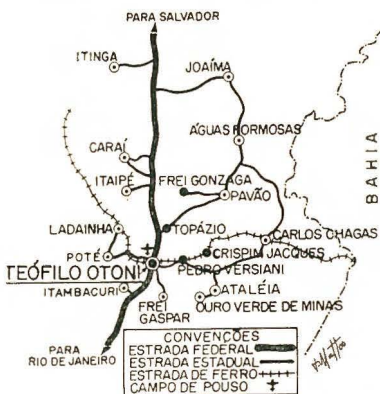 PARA SALVADOR
ITINGA
JOAÍMA
ÁGUAS FORMOSAS
CARAÍ
ITAIPÉ
FREI GONZAGA
PAVÃO
BAHIA
LADAINHA
TOPÁZIO
CARLOS CHAGAS
POTÉ
CRISPIM JACQUES
TEÓFILO OTONI
PEDRO VERSIANI
ITAMBACURI
ATALÉIA
FREI GASPAR
OURO VERDE DE MINAS
PARA
RIO DE JANEIRO
CONVENÇÕES
ESTRADA FEDERAL
ESTRADA ESTADUAL
ESTRADA DE FERRO
CAMPO DE POUSO